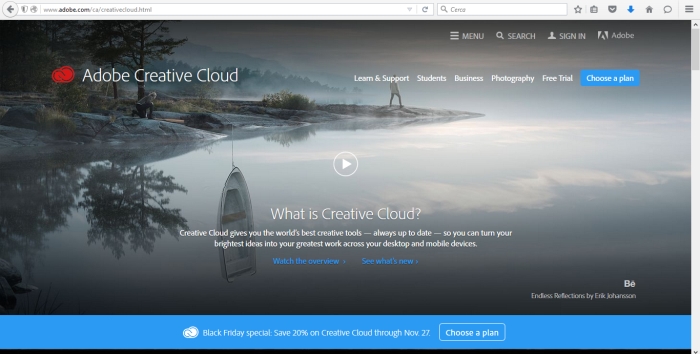 www.adobe.com/ca/creativecloud.html
Cerca
MENU SEARCH SIGN IN Adobe
Adobe Creative Cloud
Learn & Support Students Business Photography Free Trial Choose a plan
What is Creative Cloud?
Creative Cloud gives you the world's best creative tools — always up to date — so you can turn your
brightest ideas into your greatest work across your desktop and mobile devices.
Watch the overview › See what's new ›
Bē
Endless Reflections by Erik Johansson
Black Friday special: Save 20% on Creative Cloud through Nov. 27. Choose a plan